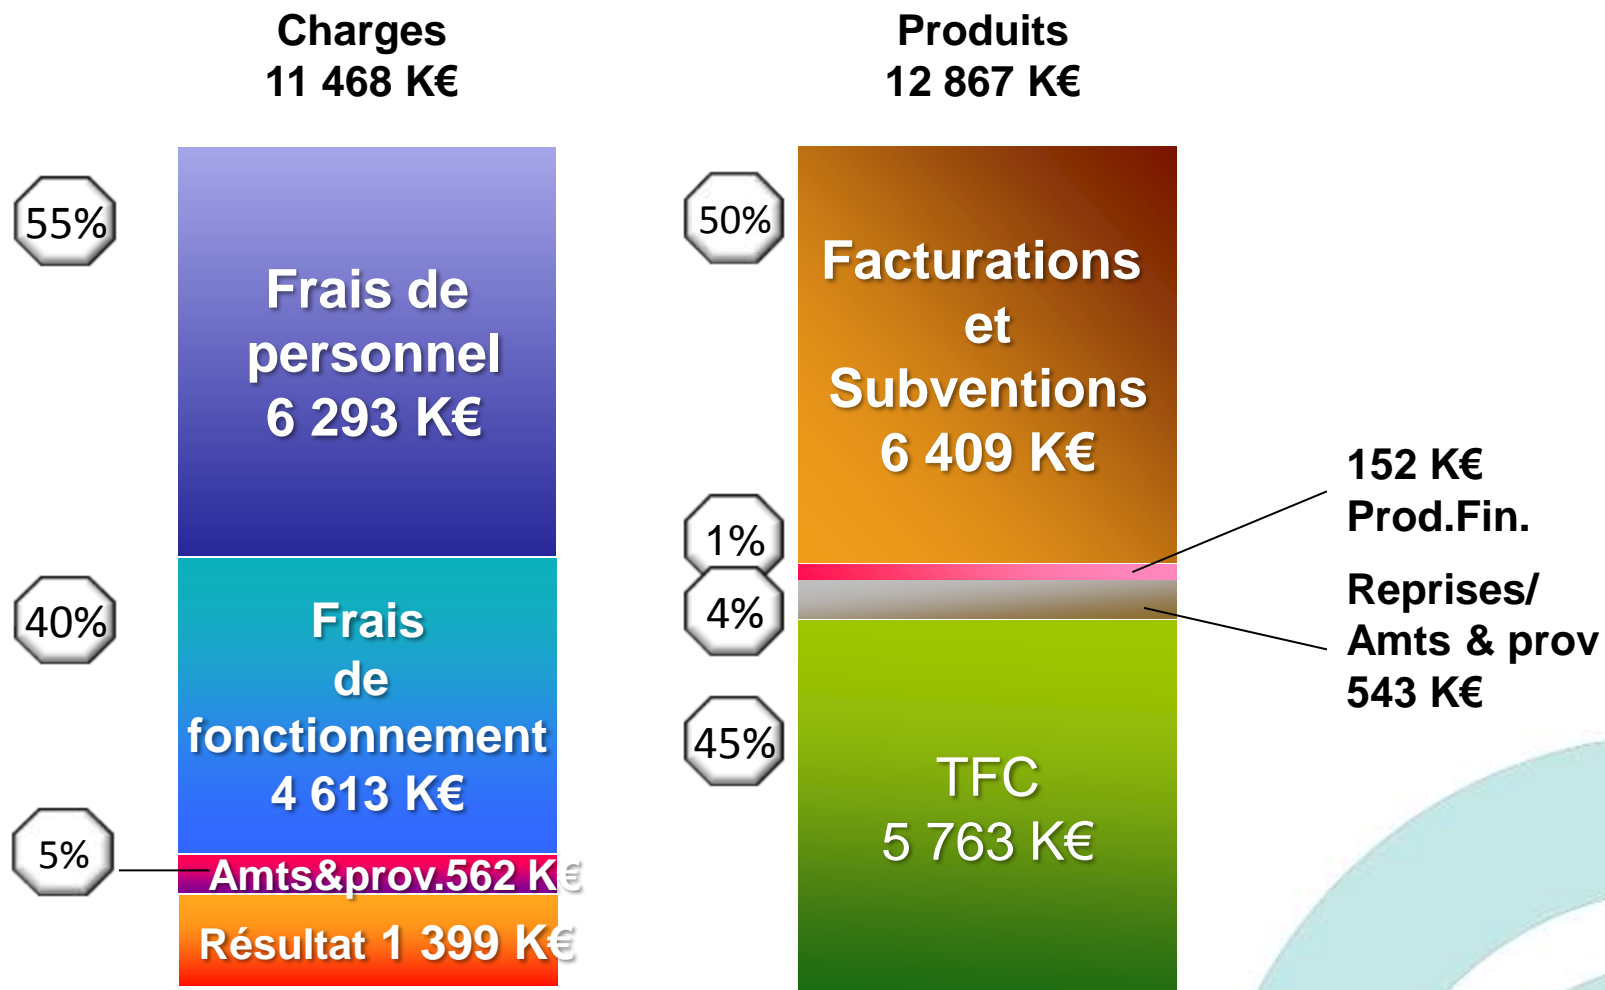 Charges
11 468 K€
55%
Frais de
personnel
6 293 K€
40%
Frais
de
fonctionnement
4 613 K€
5%
Amts&prov.562 K€
Résultat 1 399 K€
Produits
12 867 K€
50%
Facturations
et
Subventions
6 409 K€
1%
152 K€
Prod.Fin.
4%
Reprises/
Amts & prov
543 K€
45%
TFC
5 763 K€